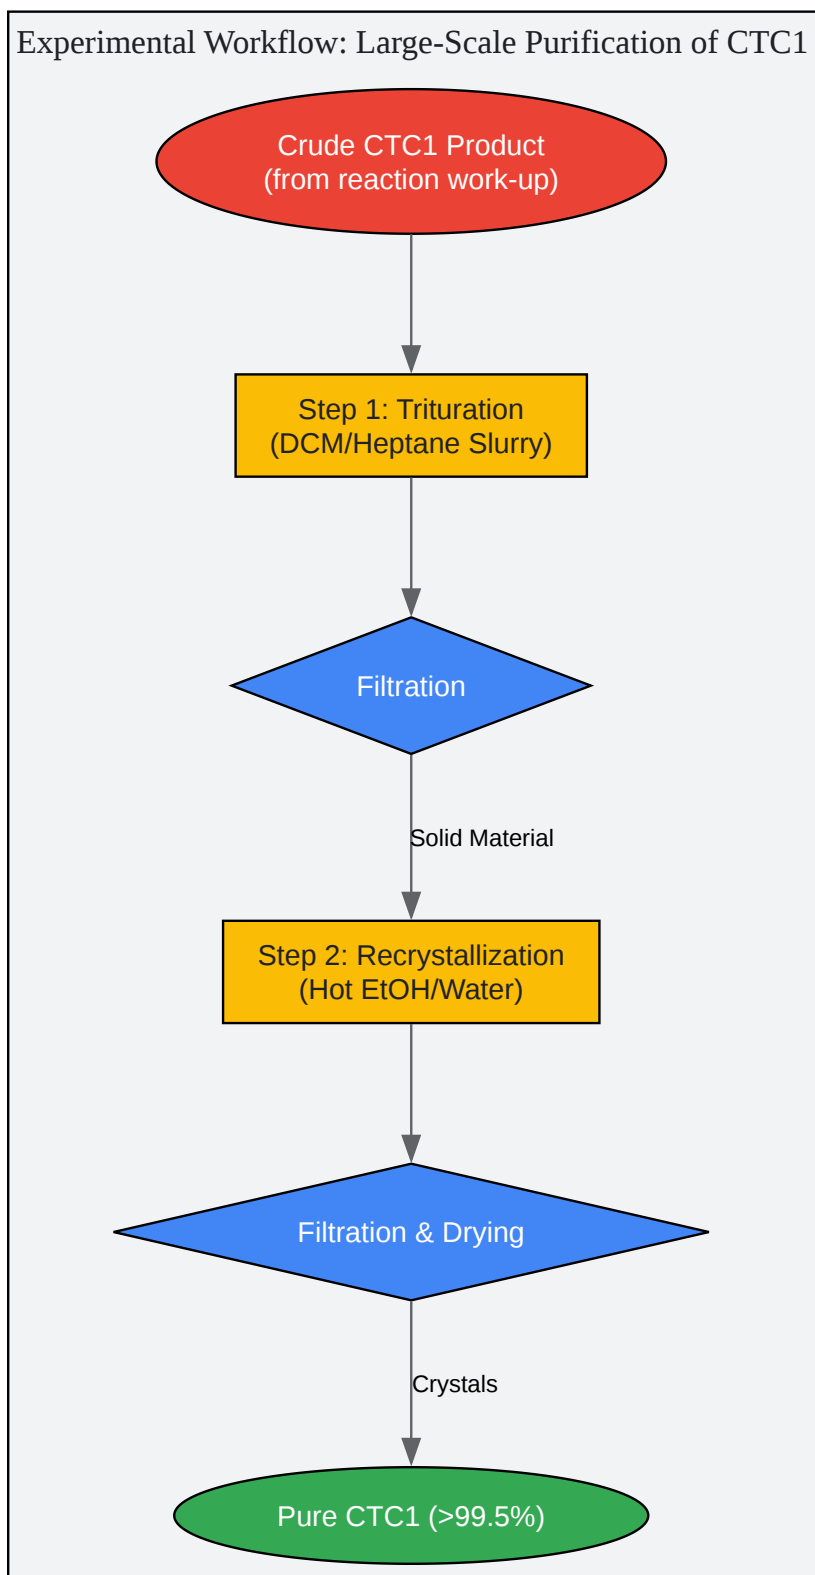 Experimental Workflow: Large-Scale Purification of CTC1
Crude CTC1 Product
(from reaction work-up)
Step 1: Trituration
(DCM/Heptane Slurry)
Filtration
Solid Material
Step 2: Recrystallization
(Hot EtOH/Water)
Filtration & Drying
Crystals
Pure CTC1 (>99.5%)